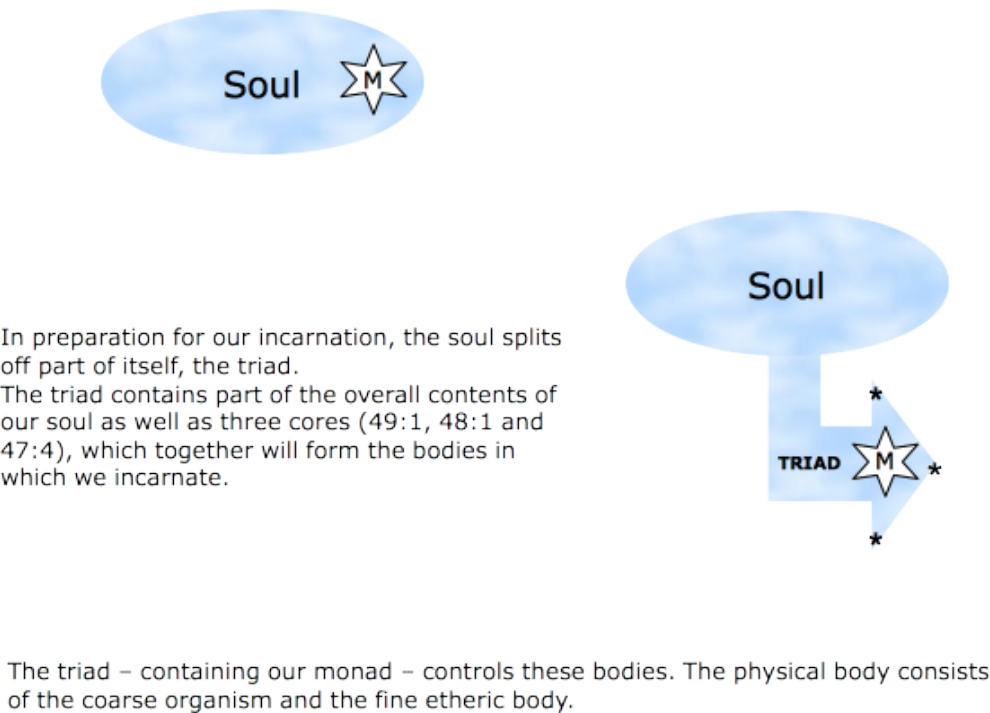 Soul M
Soul
In preparation for our incarnation, the soul splits
off part of itself, the triad.
The triad contains part of the overall contents of
our soul as well as three cores (49:1, 48:1 and
47:4), which together will form the bodies in
which we incarnate.
*
TRIAD M *
*
The triad – containing our monad – controls these bodies. The physical body consists
of the coarse organism and the fine etheric body.